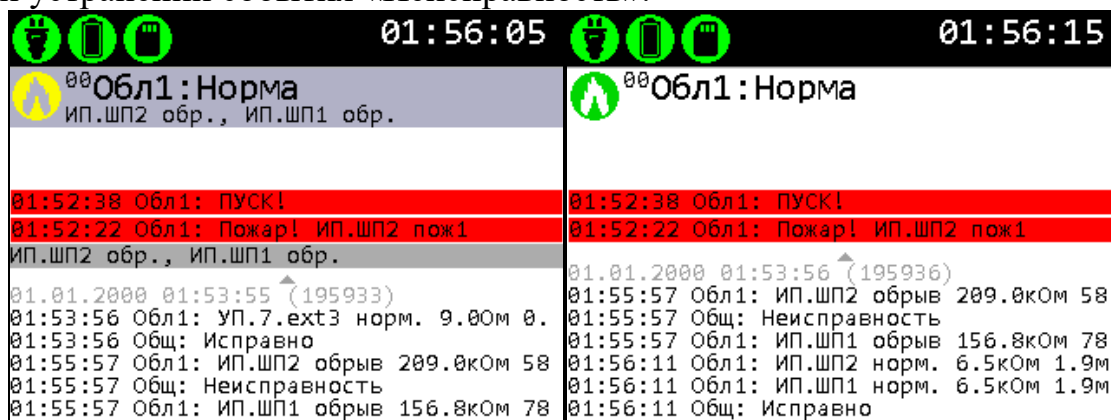 01:56:05
⁰⁰Обл1:Норма
ИП.ШП2 обр., ИП.ШП1 обр.
01:52:38 Обл1: ПУСК!
01:52:22 Обл1: Пожар! ИП.ШП2 пож1
ИП.ШП2 обр., ИП.ШП1 обр.
01.01.2000 01:53:55 (195933)
01:53:56 Обл1: УП.7.ext3 норм. 9.0Ом 0.
01:53:56 Общ: Исправно
01:55:57 Обл1: ИП.ШП2 обрыв 209.0кОм 58
01:55:57 Общ: Неисправность
01:55:57 Обл1: ИП.ШП1 обрыв 156.8кОм 78
01:56:15
⁰⁰Обл1:Норма
01:52:38 Обл1: ПУСК!
01:52:22 Обл1: Пожар! ИП.ШП2 пож1
01.01.2000 01:53:56 (195936)
01:55:57 Обл1: ИП.ШП2 обрыв 209.0кОм 58
01:55:57 Общ: Неисправность
01:55:57 Обл1: ИП.ШП1 обрыв 156.8кОм 78
01:56:11 Обл1: ИП.ШП2 норм. 6.5кОм 1.9м
01:56:11 Обл1: ИП.ШП1 норм. 6.5кОм 1.9м
01:56:11 Общ: Исправно